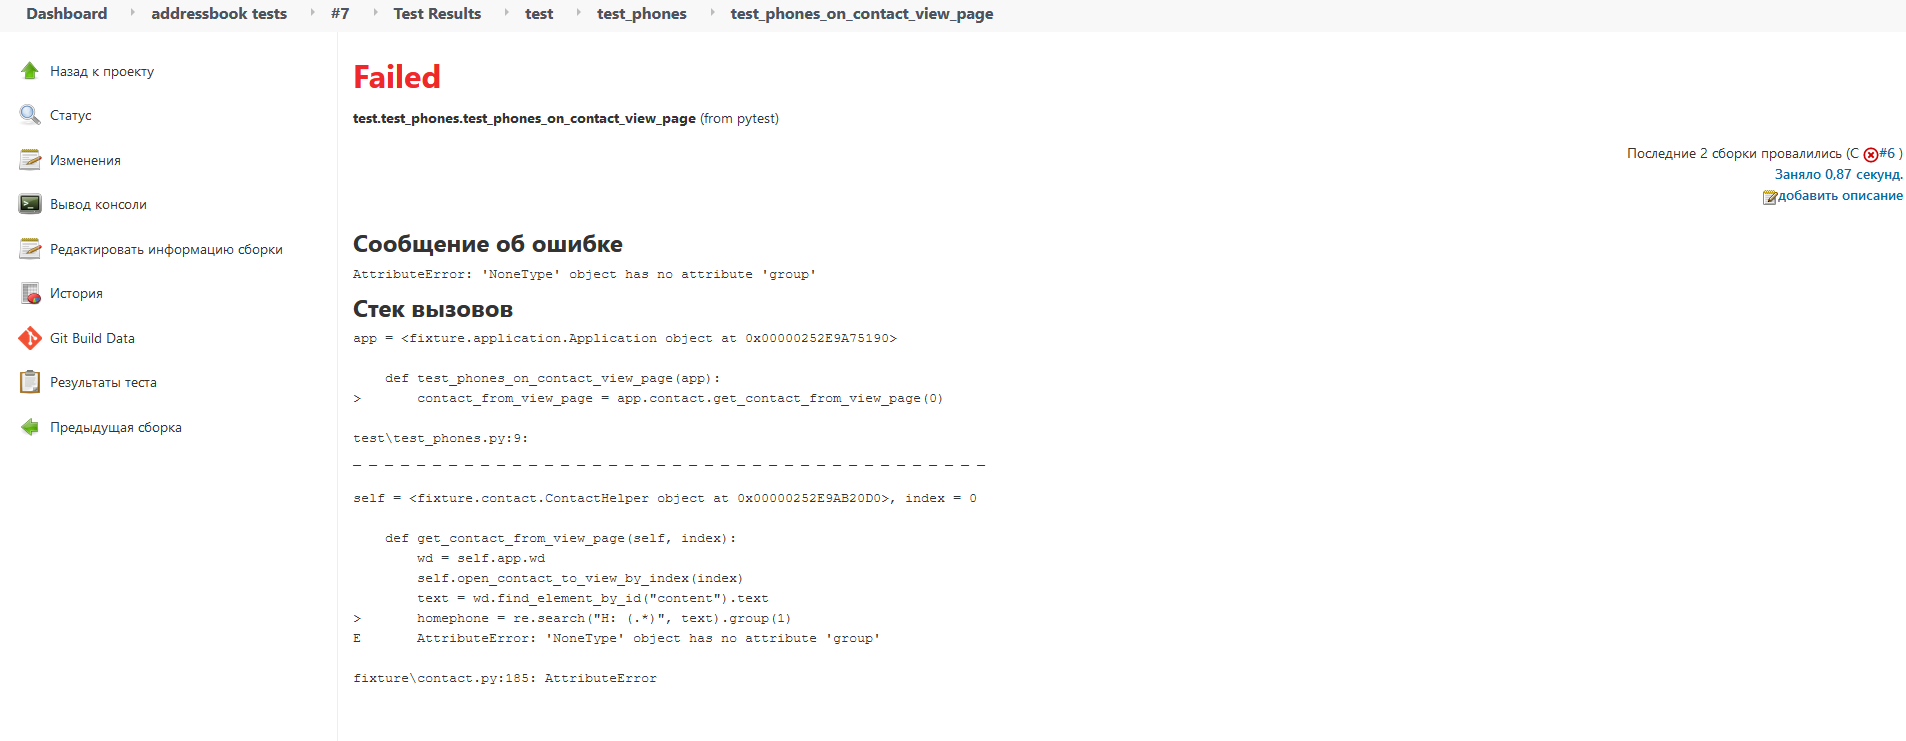 Dashboard addressbook tests #7 Test Results test test_phones test_phones_on_contact_view_page
Назад к проекту
Статус
Изменения
Вывод консоли
Редактировать информацию сборки
История
Git Build Data
Результаты теста
Предыдущая сборка
Failed
test.test_phones.test_phones_on_contact_view_page (from pytest)
Последние 2 сборки провалились (C #6 )
Заняло 0,87 секунд.
добавить описание
Сообщение об ошибке
AttributeError: 'NoneType' object has no attribute 'group'
Стек вызовов
app = <fixture.application.Application object at 0x00000252E9A75190>
def test_phones_on_contact_view_page(app):
>       contact_from_view_page = app.contact.get_contact_from_view_page(0)
test\test_phones.py:9:
_ _ _ _ _ _ _ _ _ _ _ _ _ _ _ _ _ _ _ _ _ _ _ _ _ _ _ _ _ _ _ _ _ _ _ _ _ _ _ _
self = <fixture.contact.ContactHelper object at 0x00000252E9AB20D0>, index = 0
def get_contact_from_view_page(self, index):
wd = self.app.wd
self.open_contact_to_view_by_index(index)
text = wd.find_element_by_id("content").text
>       homephone = re.search("H: (.*)", text).group(1)
E       AttributeError: 'NoneType' object has no attribute 'group'
fixture\contact.py:185: AttributeError